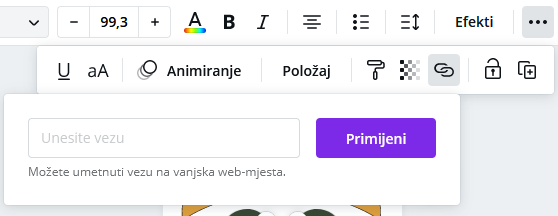 − 99,3 + A B I Efekti
U aA Animiranje Položaj
Unesite vezu Primijeni
Možete umetnuti vezu na vanjska web-mjesta.